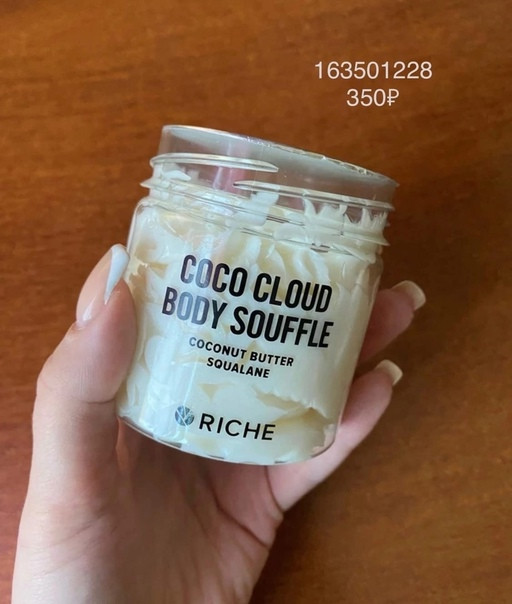 163501228
350₽
COCO CLOUD
BODY SOUFFLE
COCONUT BUTTER
SQUALANE
RICHE